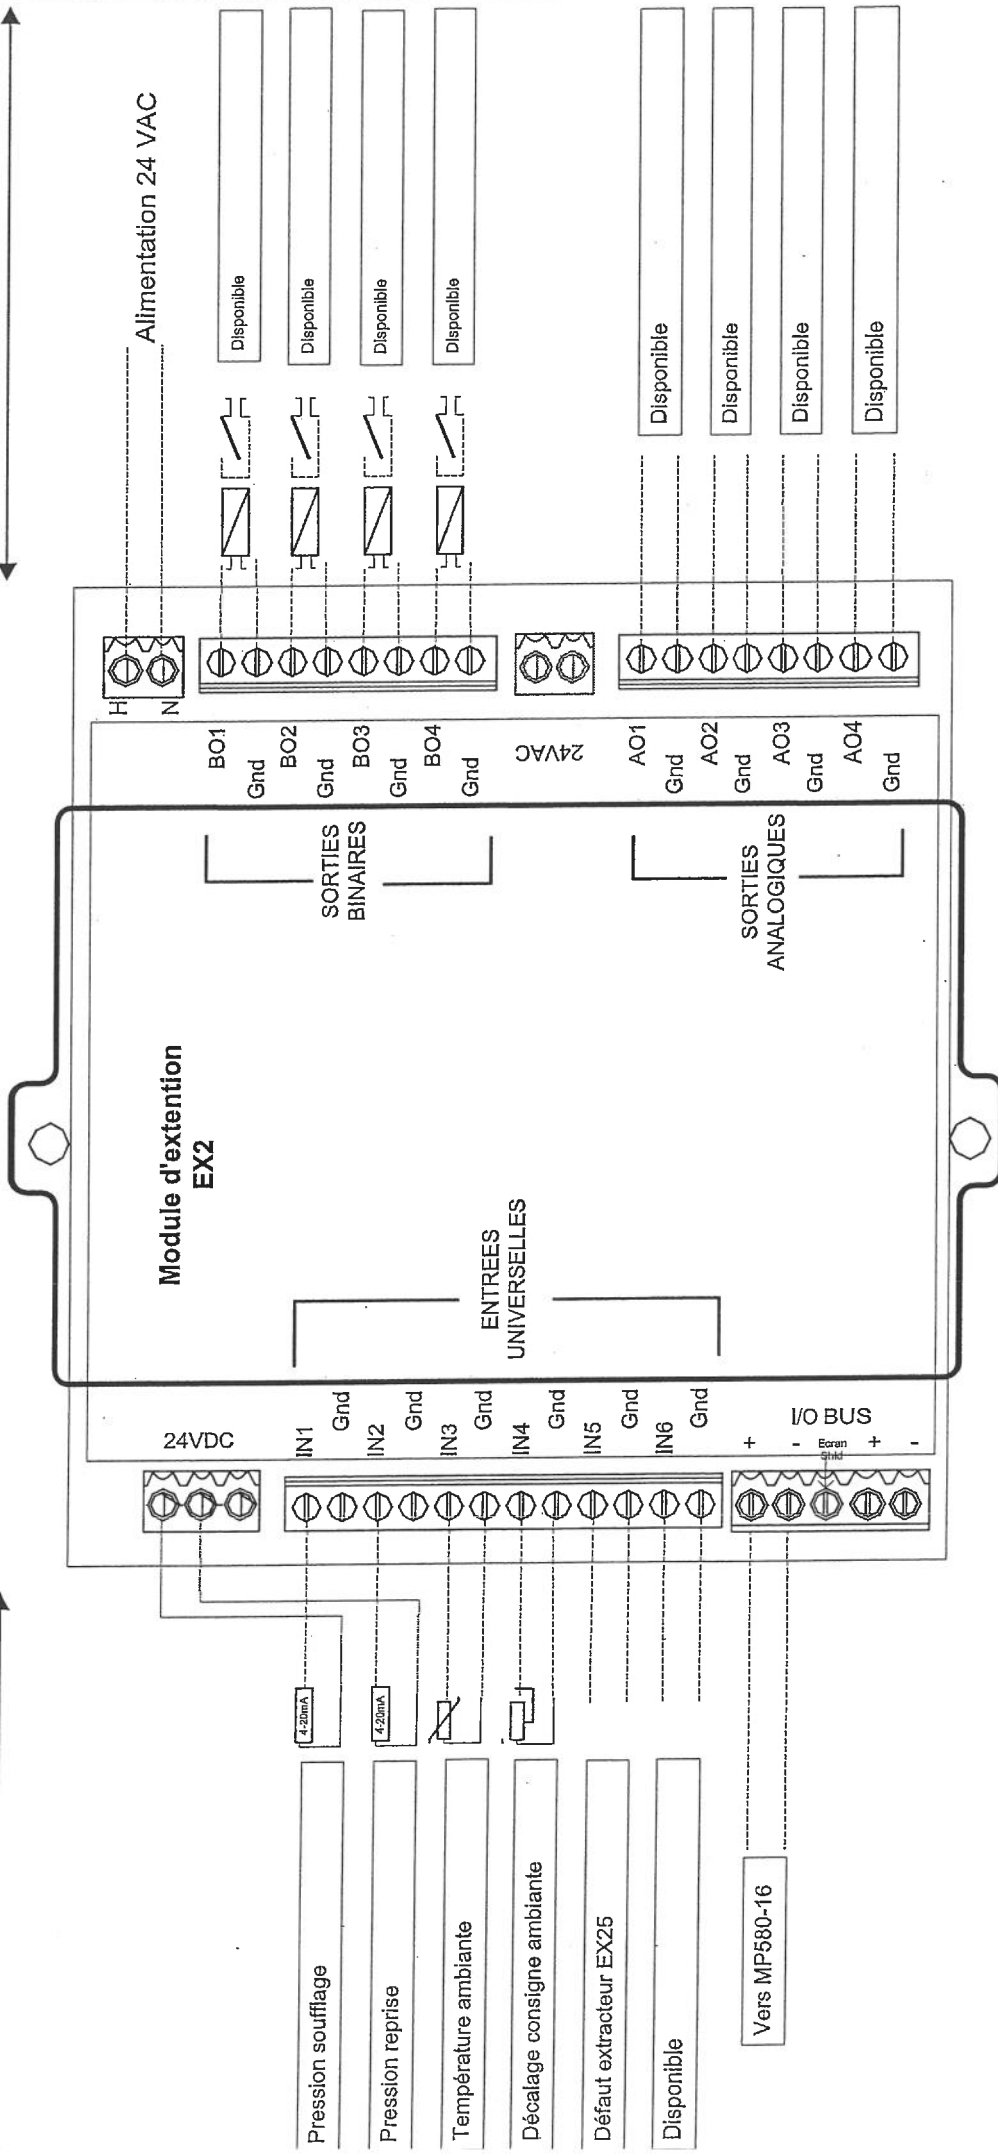 Alimentation 24 VAC
Disponible
Disponible
Disponible
Disponible
Disponible
Disponible
Disponible
Disponible
H
N
BO1
Gnd
BO2
Gnd
BO3
Gnd
BO4
Gnd
24VAC
AO1
Gnd
AO2
Gnd
AO3
Gnd
AO4
Gnd
SORTIES
BINAIRES
SORTIES
ANALOGIQUES
Module d'extention
EX2
ENTREES
UNIVERSELLES
24VDC
IN1
Gnd
IN2
Gnd
IN3
Gnd
IN4
Gnd
IN5
Gnd
IN6
Gnd
I/O BUS
+
-
Ecran
Shld
+
-
4-20mA
4-20mA
Pression soufflage
Pression reprise
Température ambiante
Décalage consigne ambiante
Défaut extracteur EX25
Disponible
Vers MP580-16